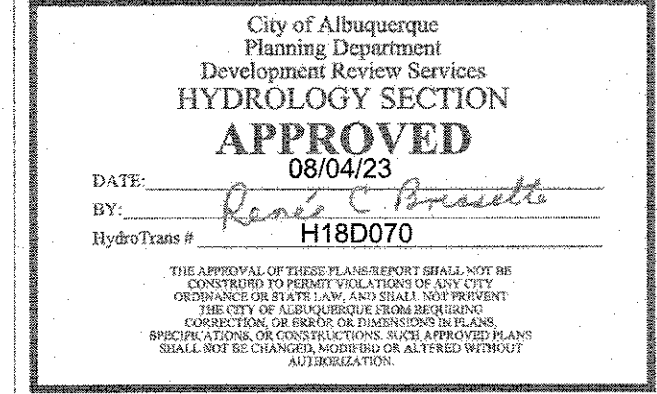 City of Albuquerque
Planning Department
Development Review Services
HYDROLOGY SECTION
APPROVED
DATE: 08/04/23
BY: Reneé C. Brissette
HydroTrans # H18D070
THE APPROVAL OF THESE PLANS/REPORT SHALL NOT BE
CONSTRUED TO PERMIT VIOLATIONS OF ANY CITY
ORDINANCE OR STATE LAW, AND SHALL NOT PREVENT
THE CITY OF ALBUQUERQUE FROM REQUIRING
CORRECTION, OR ERROR OR DIMENSIONS IN PLANS,
SPECIFICATIONS, OR CONSTRUCTIONS. SUCH APPROVED PLANS
SHALL NOT BE CHANGED, MODIFIED OR ALTERED WITHOUT
AUTHORIZATION.